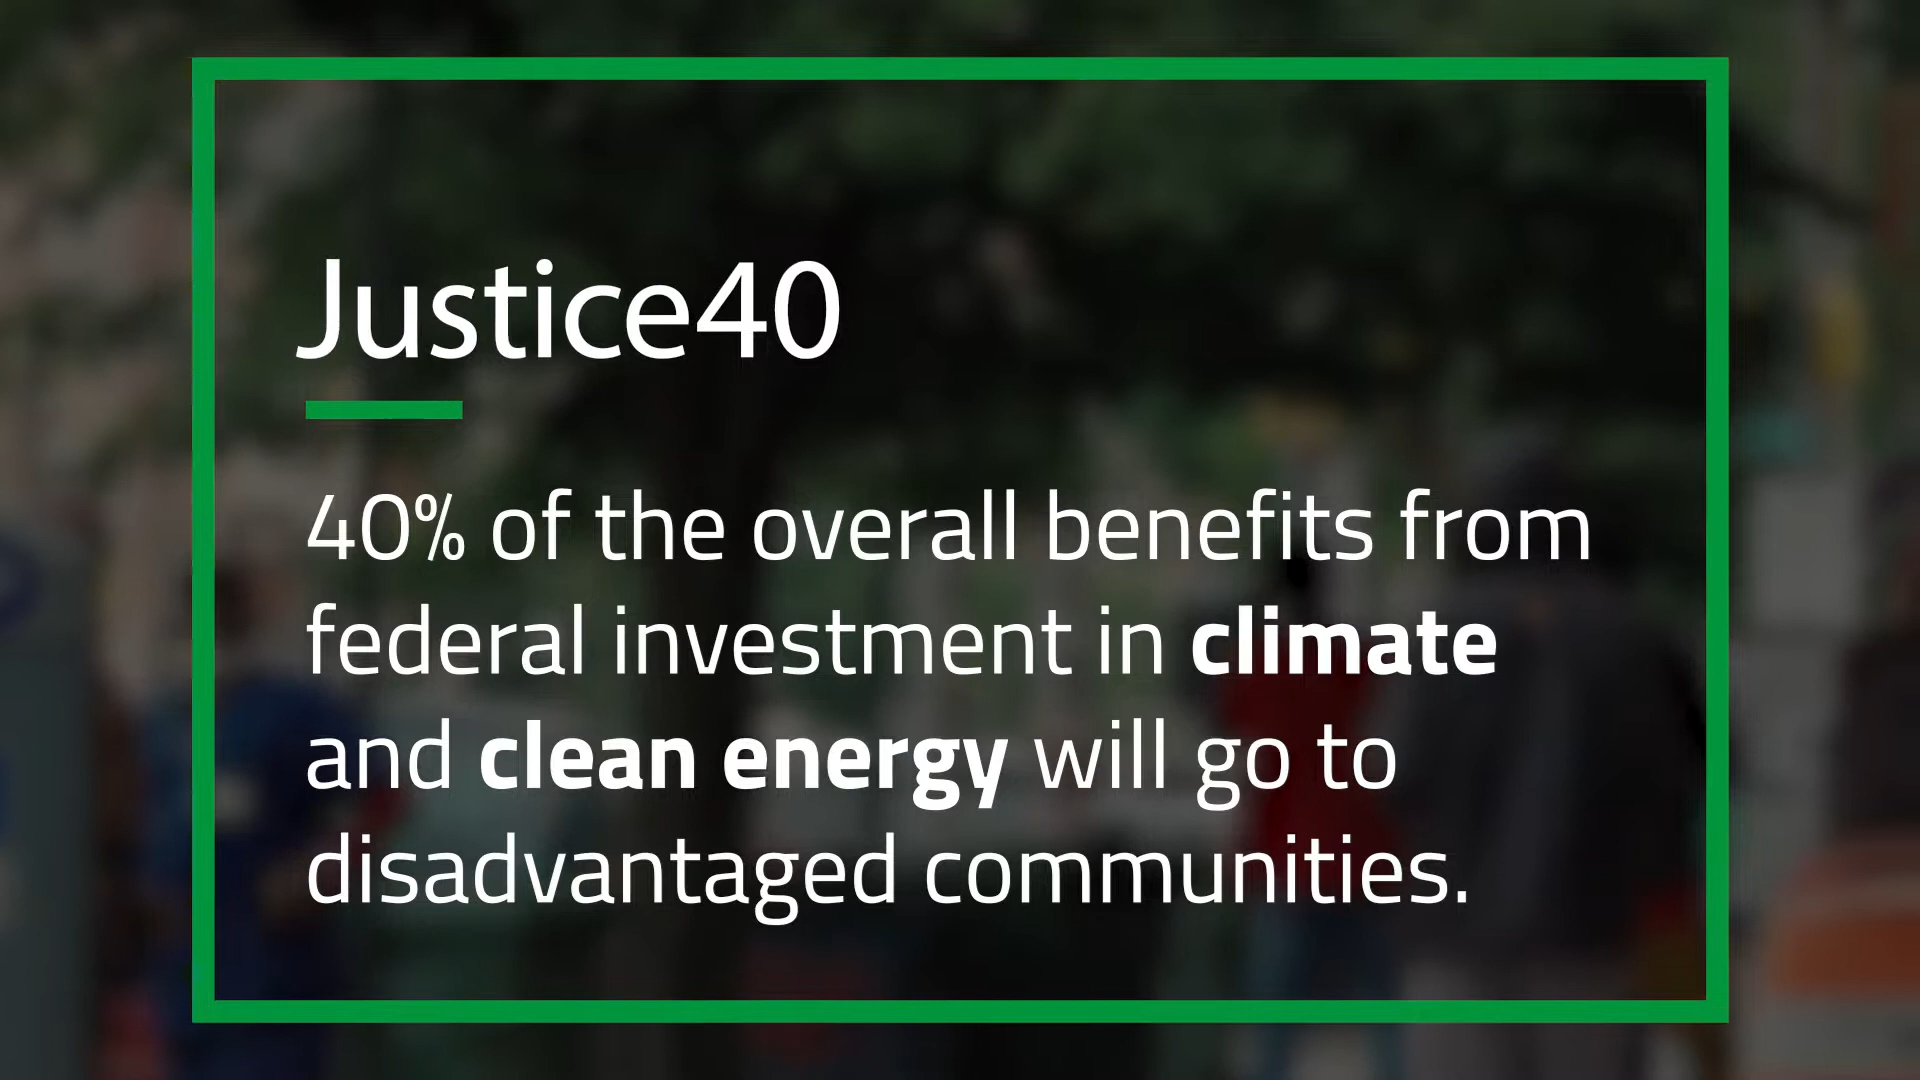 Justice40
40% of the overall benefits from
federal investment in climate
and clean energy will go to
disadvantaged communities.